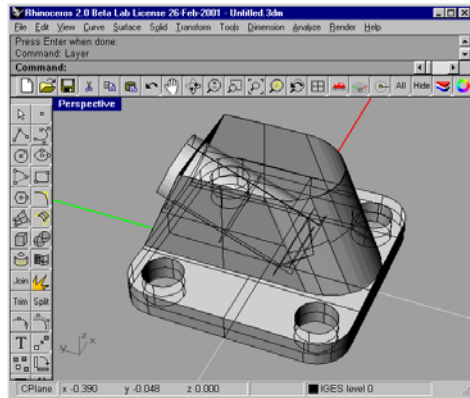 Rhinoceros 2.0 Beta Lab License 26-Feb-2001 - Untitled.3dm
File Edit View Curve Surface Solid Transform Tools Dimension Analyze Render Help
Press Enter when done:
Command: Layer
Command:
All Hide
Perspective
Join
Trim Split
T
z
y x
CPlane x -0.390 y -0.048 z 0.000 IGES level 0